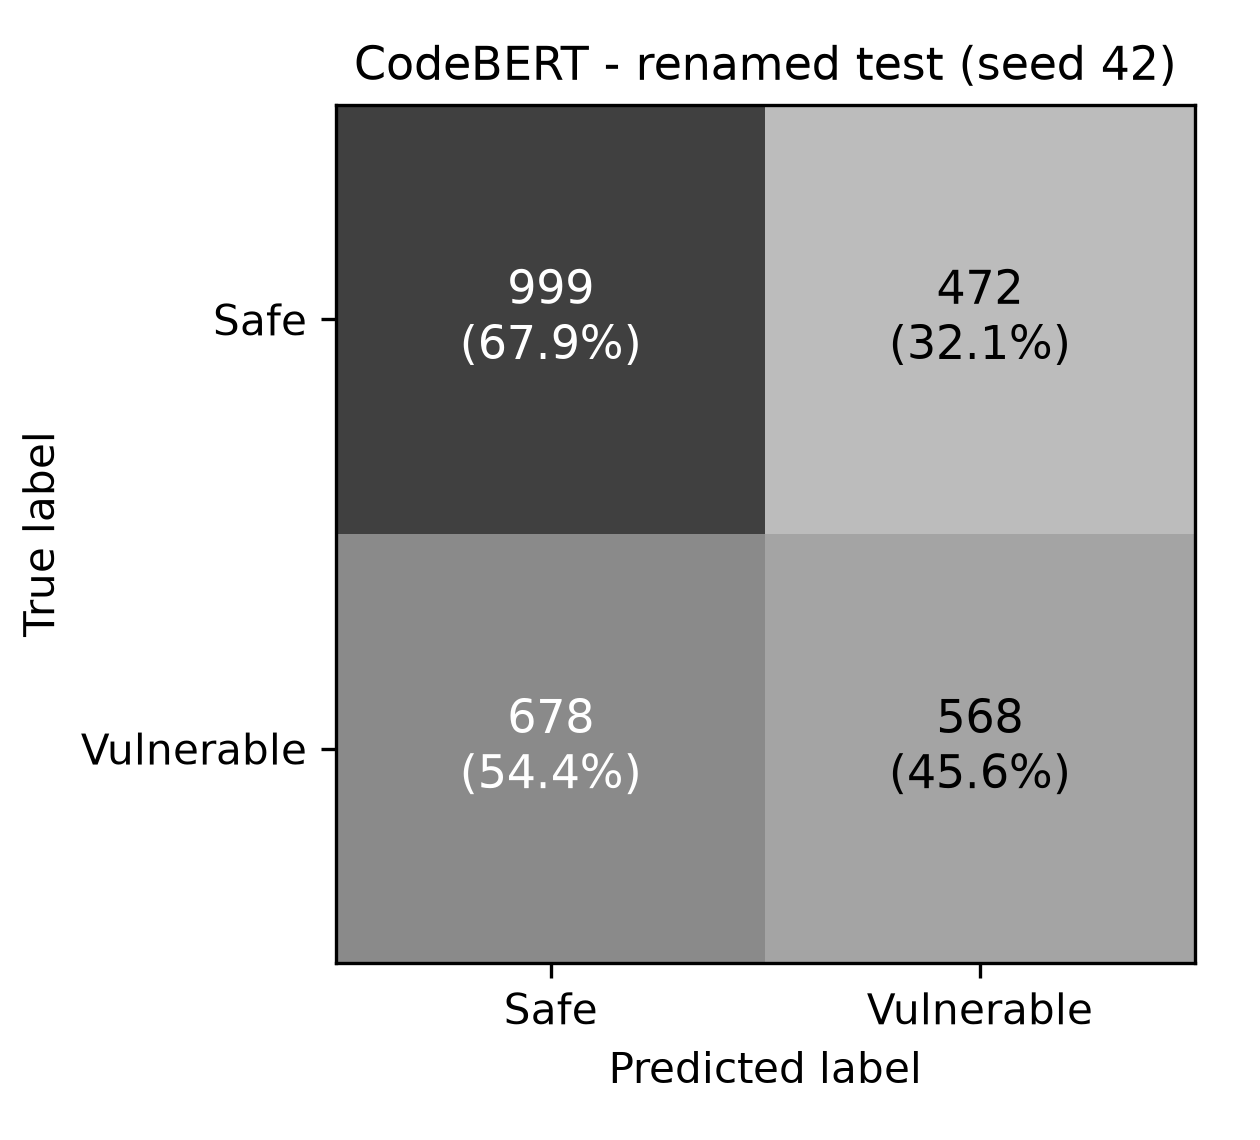 CodeBERT - renamed test (seed 42)
True label
Safe
999
(67.9%)
472
(32.1%)
Vulnerable
678
(54.4%)
568
(45.6%)
Safe
Vulnerable
Predicted label